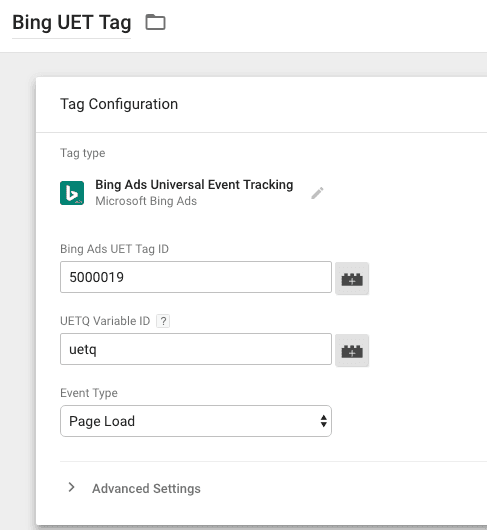 Bing UET Tag
Tag Configuration
Tag type
Bing Ads Universal Event Tracking
Microsoft Bing Ads
Bing Ads UET Tag ID
5000019
UETQ Variable ID ?
uetq
Event Type
Page Load
Advanced Settings